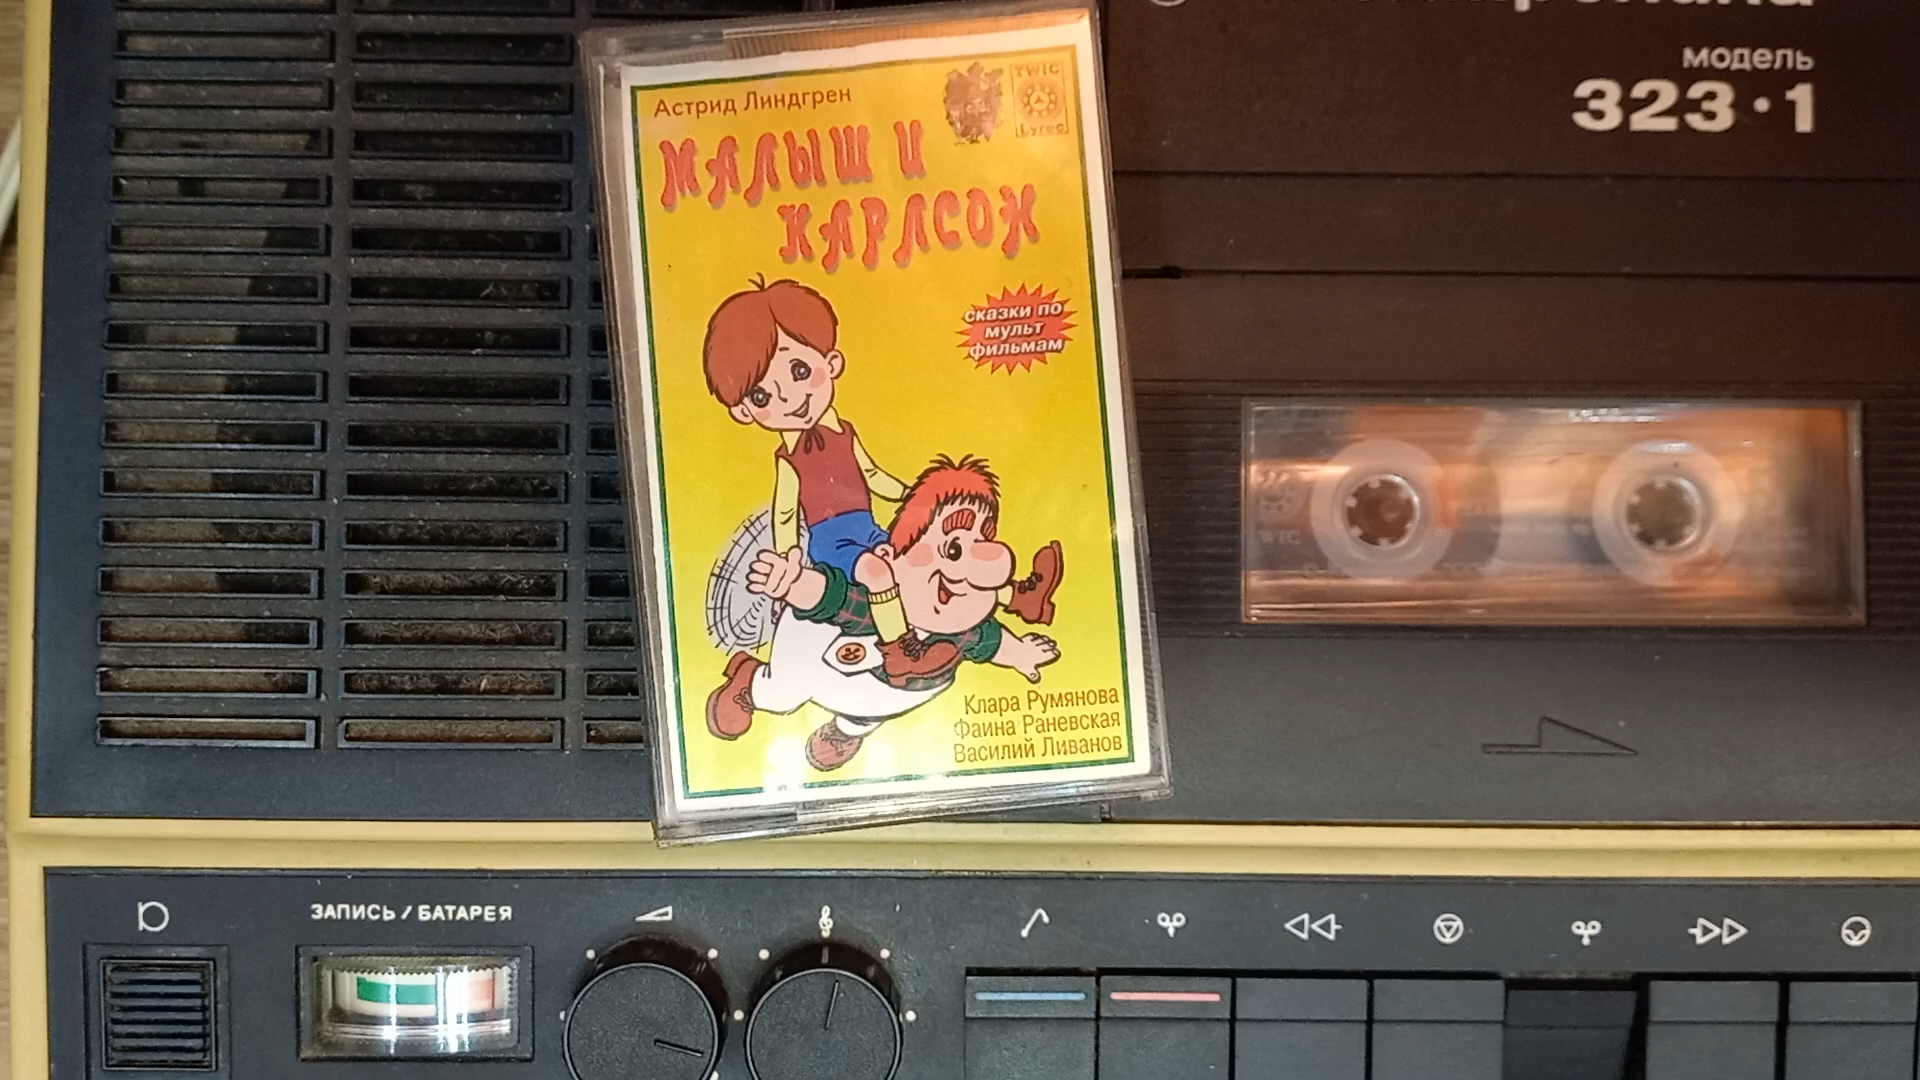 Астрид Линдгрен
TWIC
Lyrec
МАЛЫШ И
КАРЛСОН
сказки по
мульт
фильмам
Клара Румянова
Фаина Раневская
Василий Ливанов
модель
323·1
TWIC
ЗАПИСЬ / БАТАРЕЯ